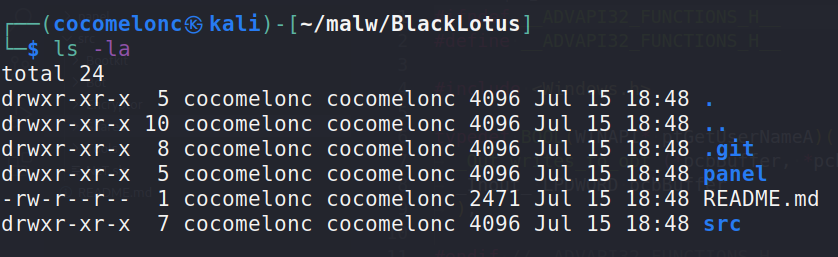 ┌──(cocomelonc㉿kali)-[~/malw/BlackLotus]
└─$ ls -la
total 24
drwxr-xr-x  5 cocomelonc cocomelonc 4096 Jul 15 18:48 .
drwxr-xr-x 10 cocomelonc cocomelonc 4096 Jul 15 18:48 ..
drwxr-xr-x  8 cocomelonc cocomelonc 4096 Jul 15 18:48 .git
drwxr-xr-x  5 cocomelonc cocomelonc 4096 Jul 15 18:48 panel
-rw-r--r--  1 cocomelonc cocomelonc 2471 Jul 15 18:48 README.md
drwxr-xr-x  7 cocomelonc cocomelonc 4096 Jul 15 18:48 src